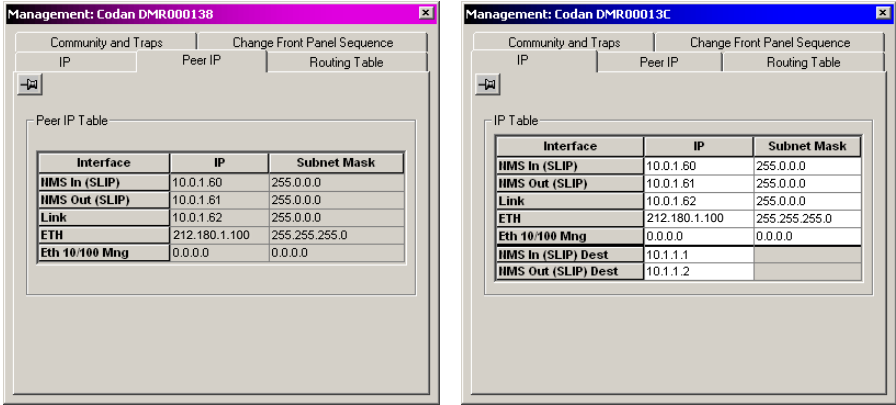 Management: Codan DMR000138
Community and Traps Change Front Panel Sequence
IP Peer IP Routing Table
Peer IP Table
Interface IP Subnet Mask
NMS In (SLIP) 10.0.1.60 255.0.0.0
NMS Out (SLIP) 10.0.1.61 255.0.0.0
Link 10.0.1.62 255.0.0.0
ETH 212.180.1.100 255.255.255.0
Eth 10/100 Mng 0.0.0.0 0.0.0.0
Management: Codan DMR00013C
Community and Traps Change Front Panel Sequence
IP Peer IP Routing Table
IP Table
Interface IP Subnet Mask
NMS In (SLIP) 10.0.1.60 255.0.0.0
NMS Out (SLIP) 10.0.1.61 255.0.0.0
Link 10.0.1.62 255.0.0.0
ETH 212.180.1.100 255.255.255.0
Eth 10/100 Mng 0.0.0.0 0.0.0.0
NMS In (SLIP) Dest 10.1.1.1
NMS Out (SLIP) Dest 10.1.1.2